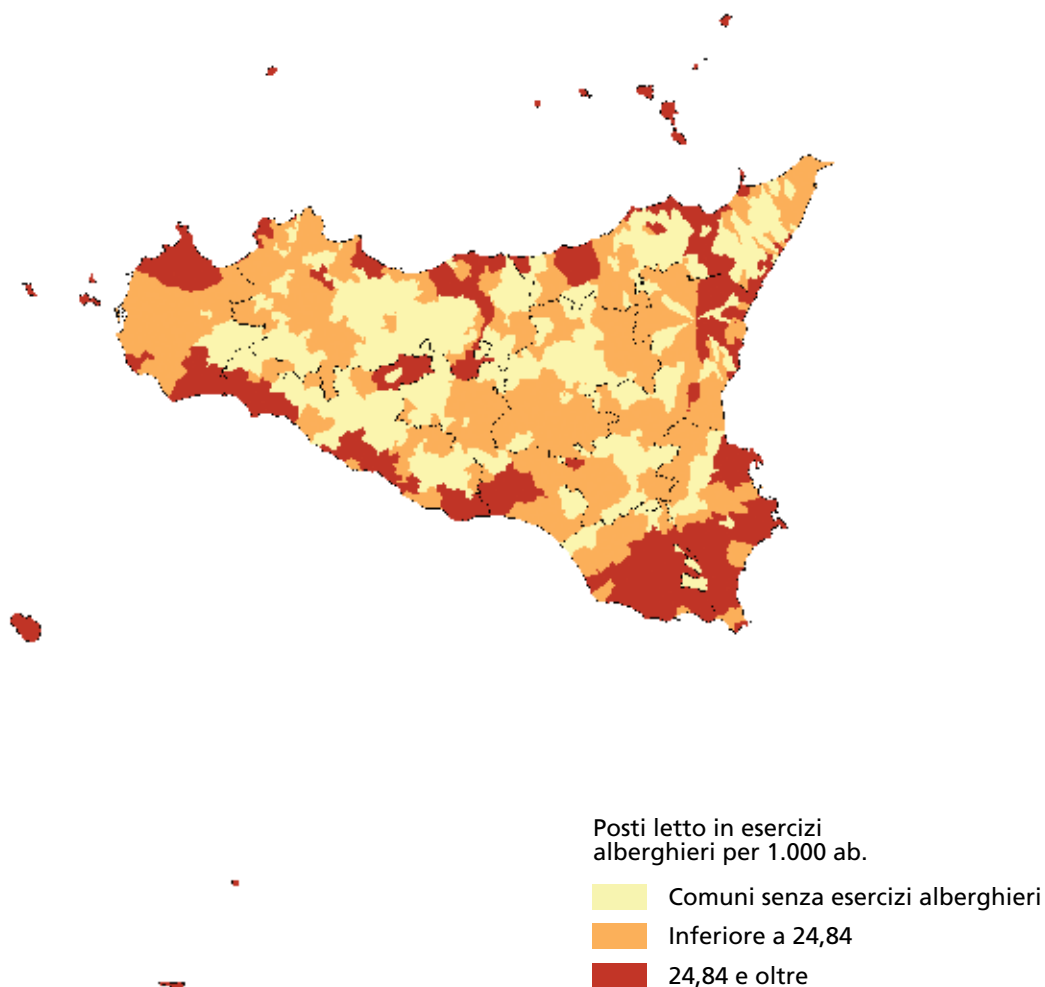 Posti letto in esercizi
alberghieri per 1.000 ab.
Comuni senza esercizi alberghieri
Inferiore a 24,84
24,84 e oltre